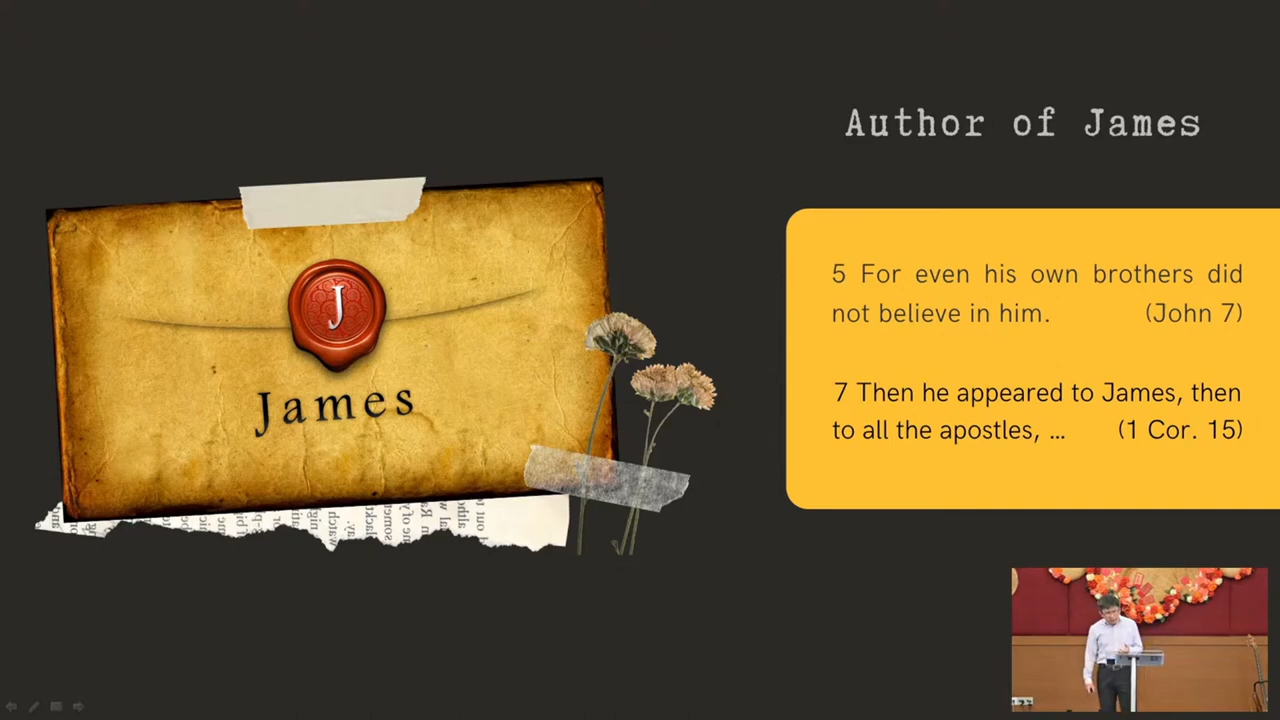 Author of James
5 For even his own brothers did
not believe in him. (John 7)
7 Then he appeared to James, then
to all the apostles, ... (1 Cor. 15)
J
James